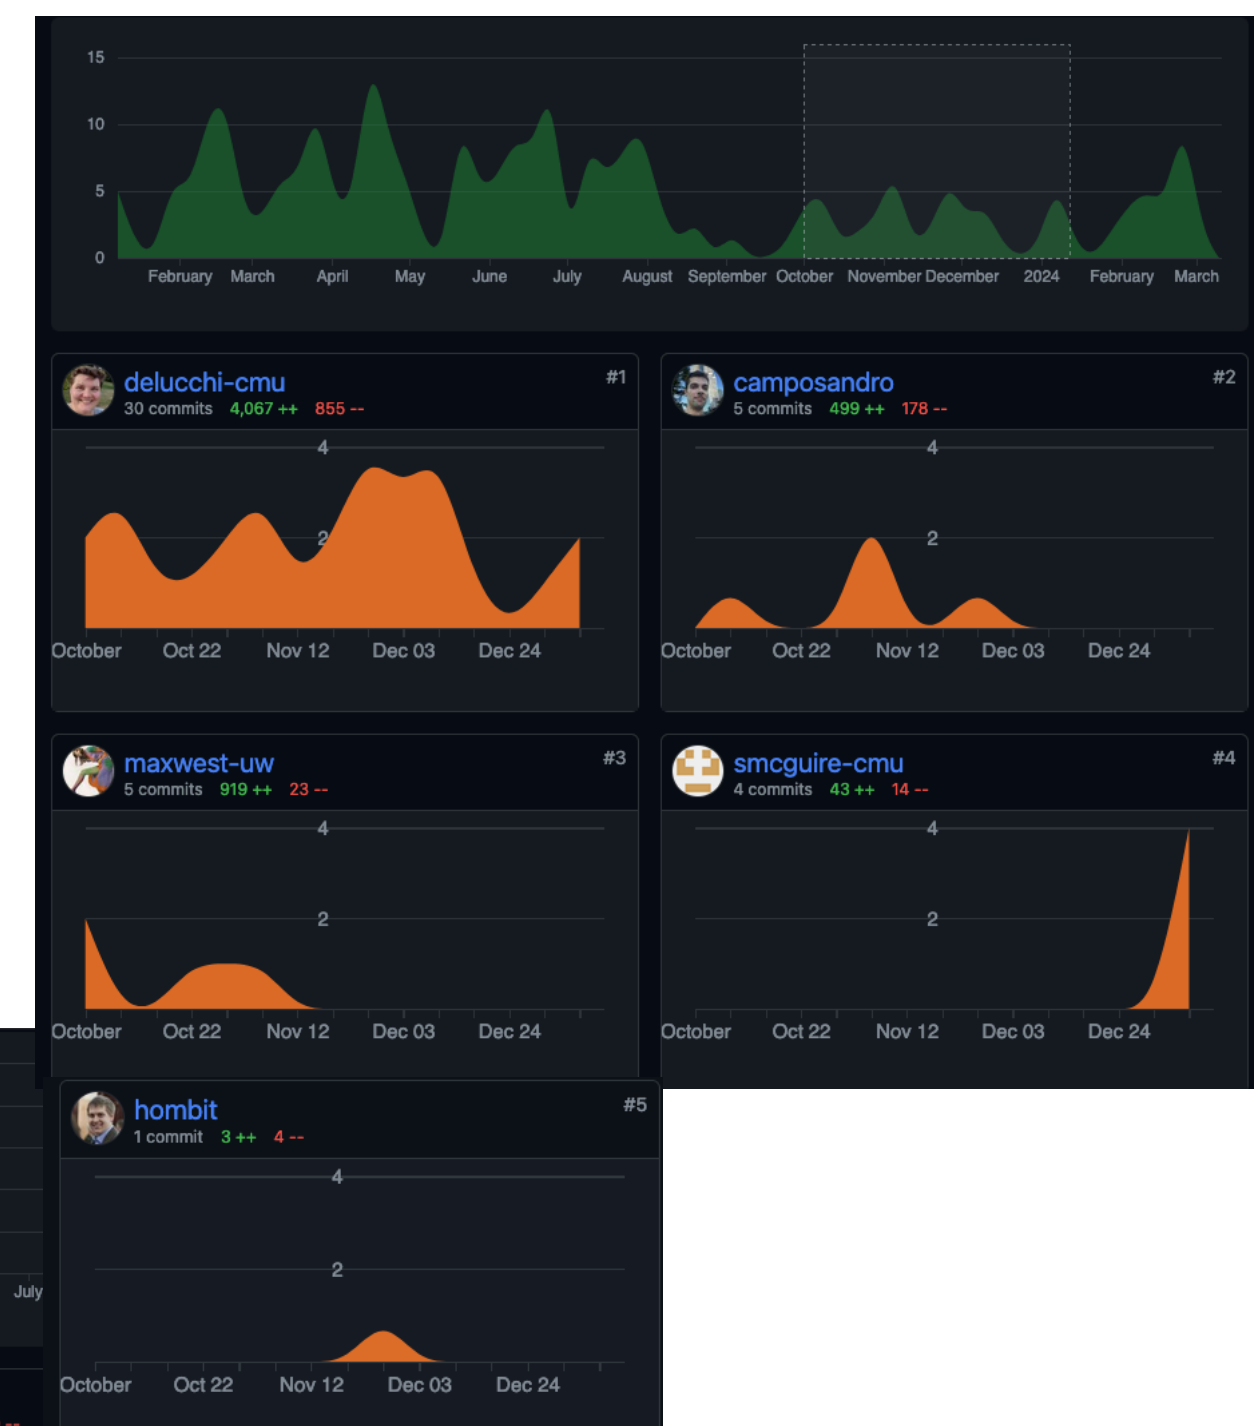 15
10
5
0
February March April May June July August September October November December 2024 February March
delucchi-cmu #1
30 commits 4,067 ++ 855 --
4
2
October Oct 22 Nov 12 Dec 03 Dec 24
camposandro #2
5 commits 499 ++ 178 --
4
2
October Oct 22 Nov 12 Dec 03 Dec 24
maxwest-uw #3
5 commits 919 ++ 23 --
4
2
October Oct 22 Nov 12 Dec 03 Dec 24
smcguire-cmu #4
4 commits 43 ++ 14 --
4
2
October Oct 22 Nov 12 Dec 03 Dec 24
July
hombit #5
1 commit 3 ++ 4 --
4
2
October Oct 22 Nov 12 Dec 03 Dec 24